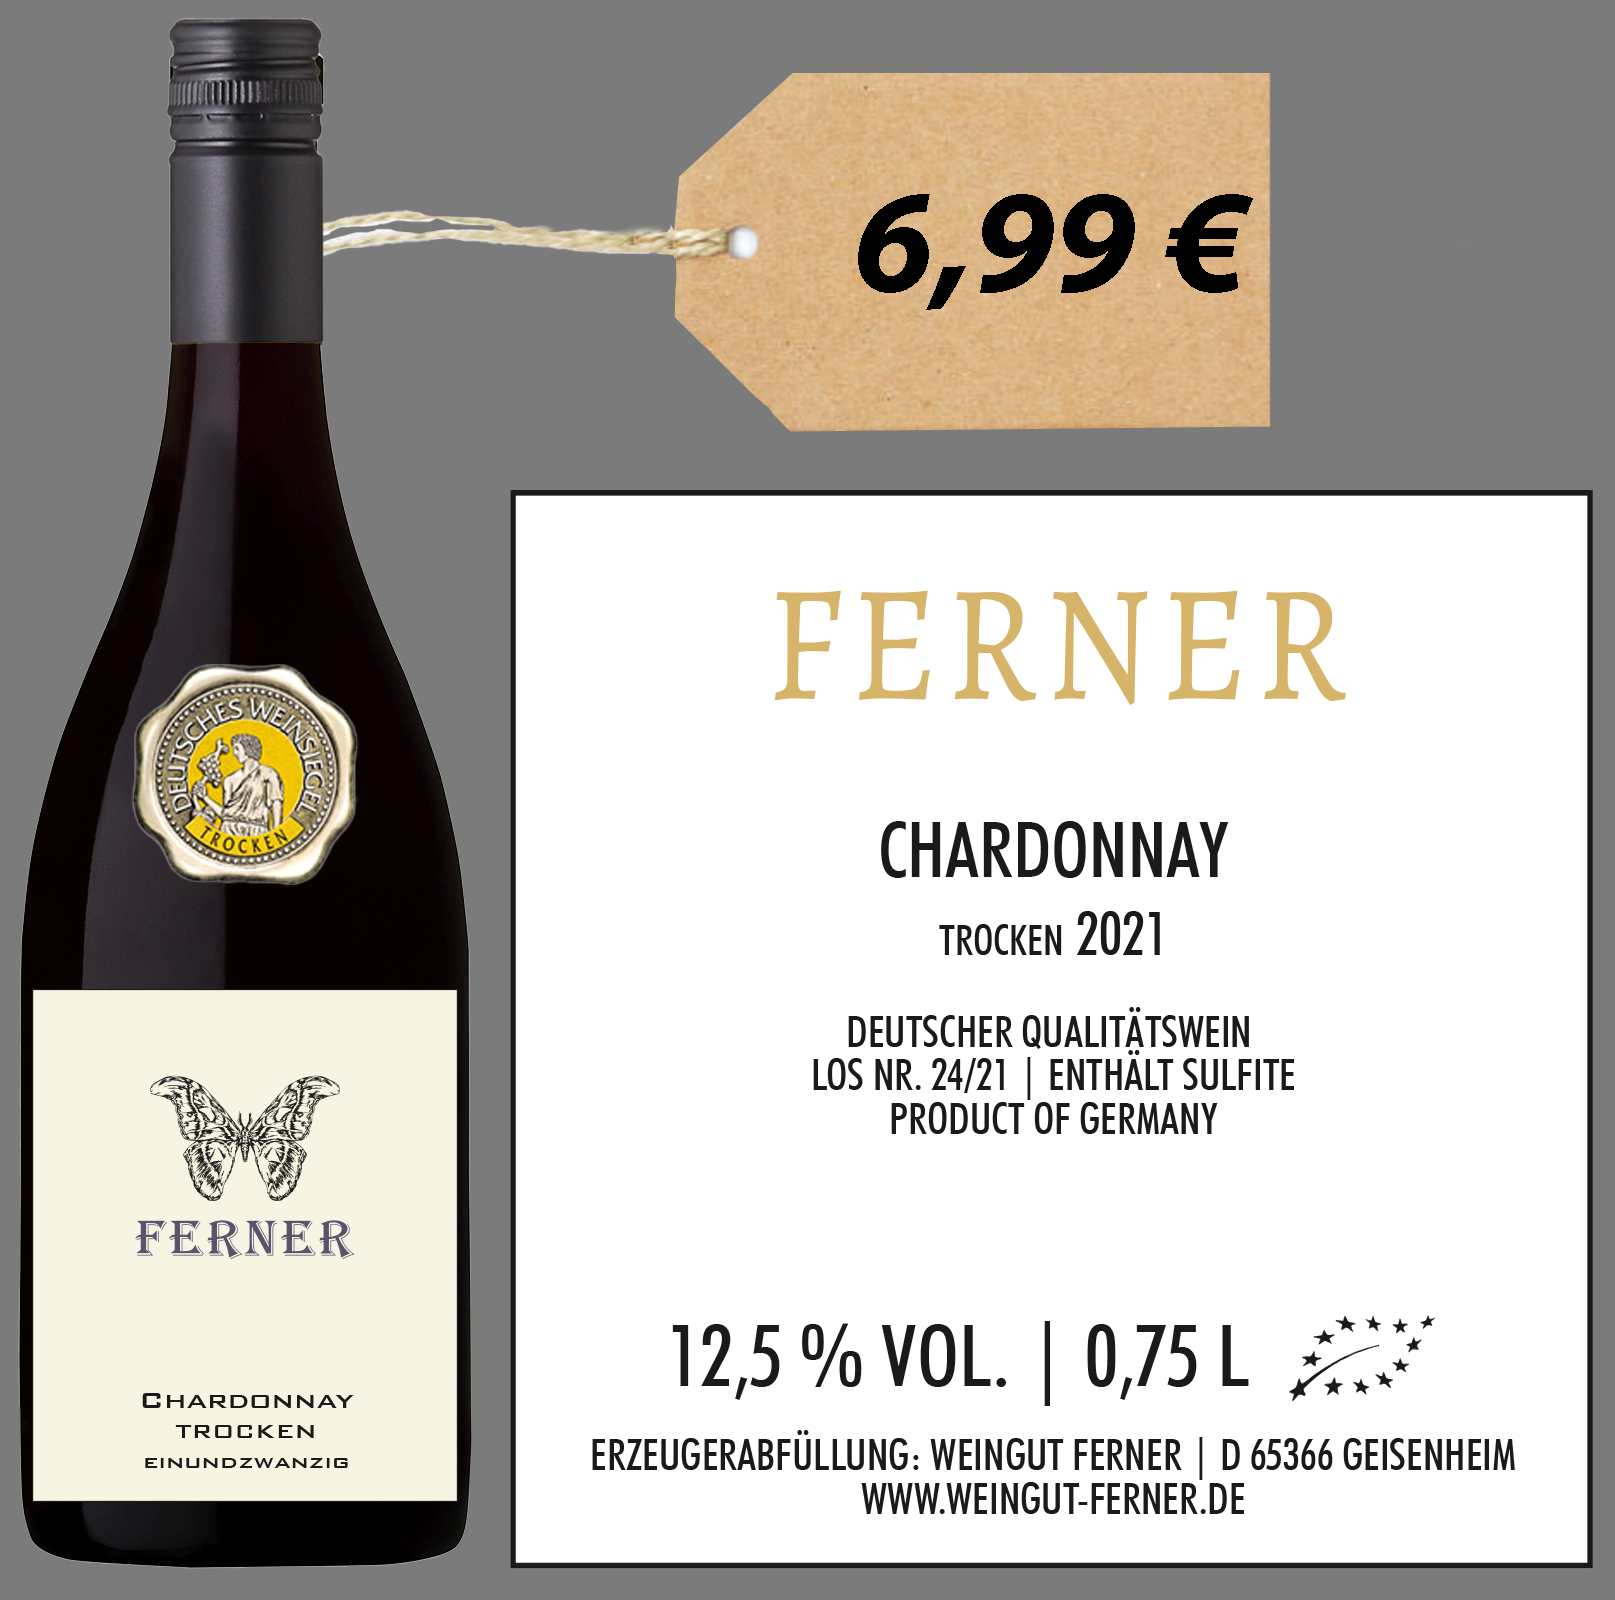 6,99 €
DEUTSCHES WEINSIEGEL
TROCKEN
FERNER
CHARDONNAY
TROCKEN
EINUNDZWANZIG
FERNER
CHARDONNAY
TROCKEN 2021
DEUTSCHER QUALITÄTSWEIN
LOS NR. 24/21 | ENTHÄLT SULFITE
PRODUCT OF GERMANY
12,5 % VOL. | 0,75 L
ERZEUGERABFÜLLUNG: WEINGUT FERNER | D 65366 GEISENHEIM
WWW.WEINGUT-FERNER.DE